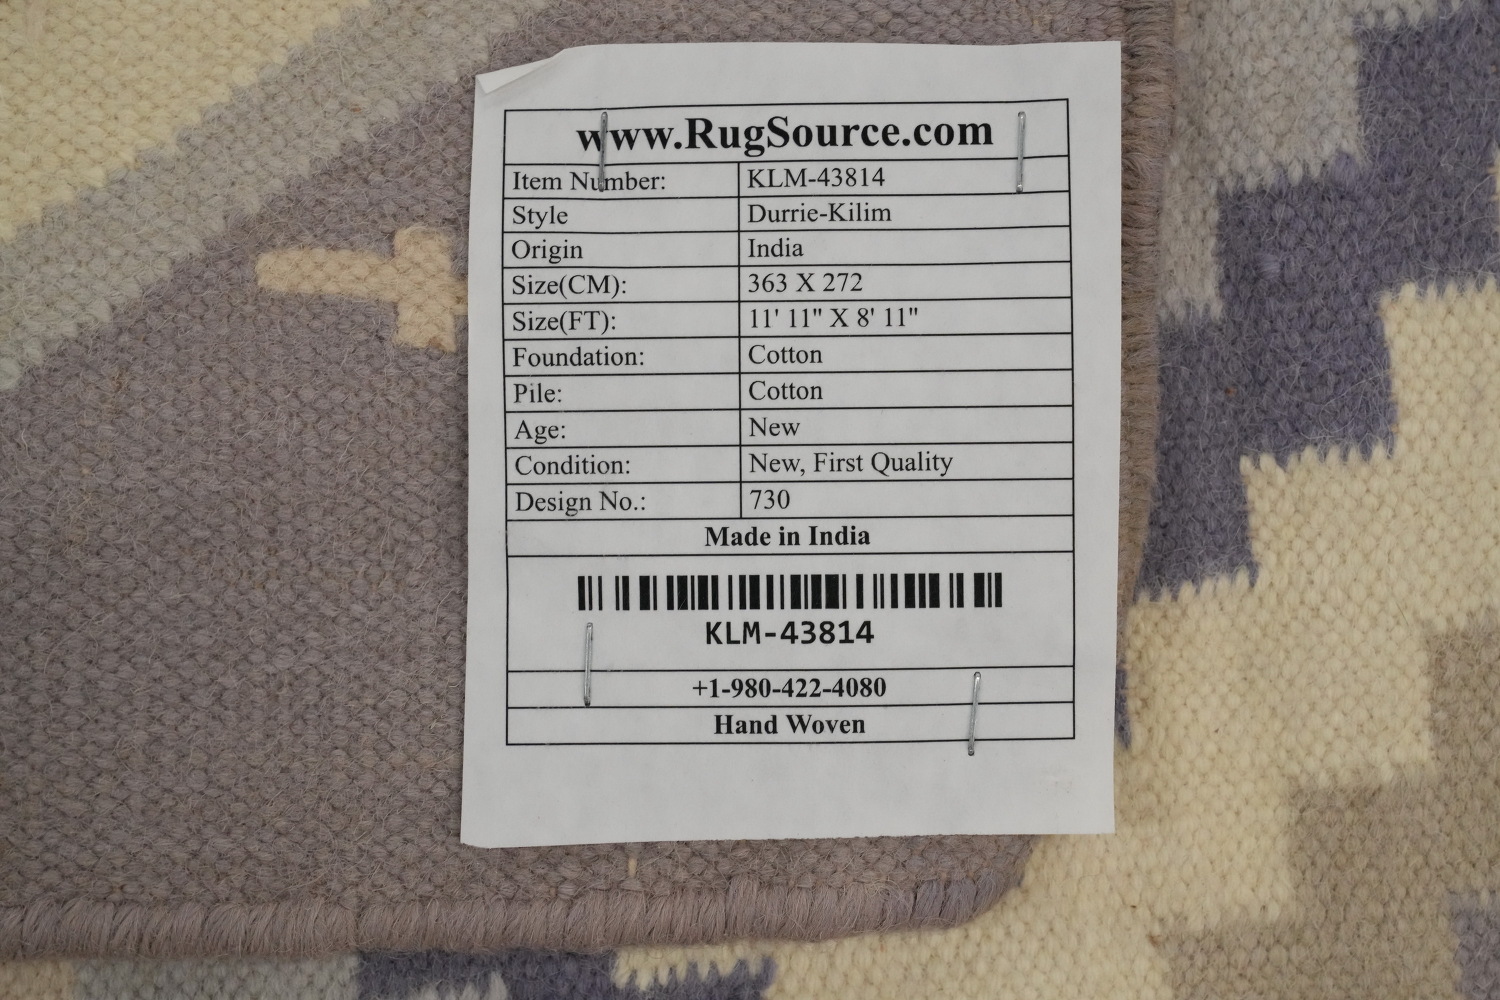 www.RugSource.com
Item Number: KLM-43814
Style Durrie-Kilim
Origin India
Size(CM): 363 X 272
Size(FT): 11' 11" X 8' 11"
Foundation: Cotton
Pile: Cotton
Age: New
Condition: New, First Quality
Design No.: 730
Made in India
KLM-43814
+1-980-422-4080
Hand Woven